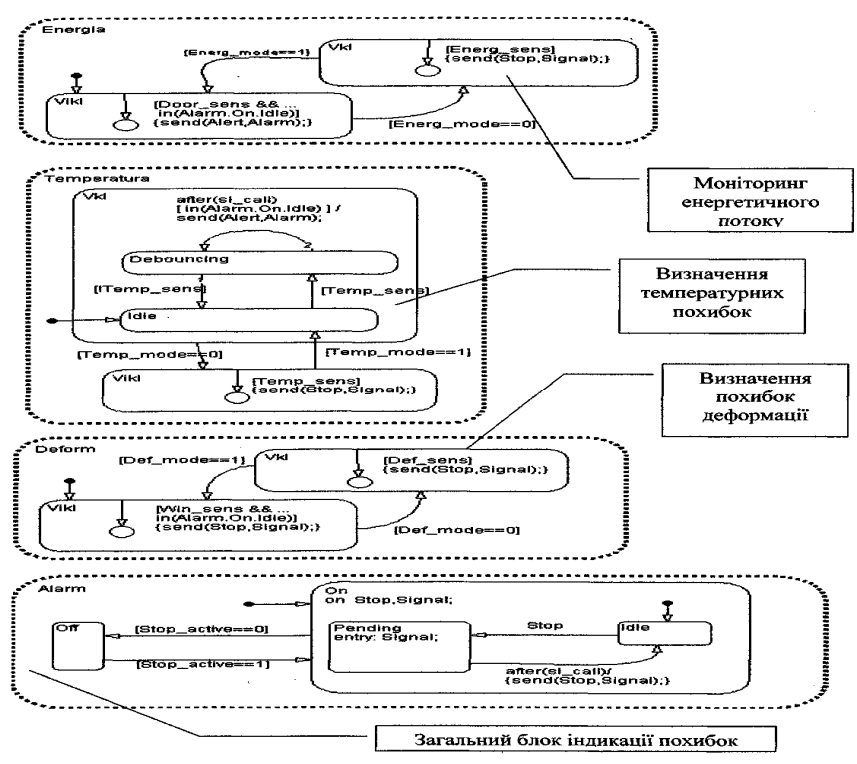 Energia
[Energ_mode==1]
Vkl
[Energ_sens]
{send(Stop,Signal);}
Vikl
[Door_sens && ...
in(Alarm.On.Idle)]
{send(Alert,Alarm);}
[Energ_mode==0]
Моніторинг
енергетичного
потоку
Temperatura
Vkl
after(sl_call)
[in(Alarm.On.Idle) ] /
send(Alert,Alarm);
Debouncing
[!Temp_sens]
[Temp_sens]
Idle
[Temp_mode==0]
[Temp_mode==1]
Vikl
[Temp_sens]
{send(Stop,Signal);}
Визначення
температурних
похибок
Визначення
похибок
деформації
Deform
[Def_mode==1]
Vkl
[Def_sens]
{send(Stop,Signal);}
Vikl
[Win_sens && ...
in(Alarm.On.Idle)]
{send(Stop,Signal);}
[Def_mode==0]
Alarm
On
on Stop,Signal;
Off
[Stop_active==0]
[Stop_active==1]
Pending
entry: Signal;
Stop
Idle
after(sl_call)/
{send(Stop,Signal);}
Загальний блок індикації похибок